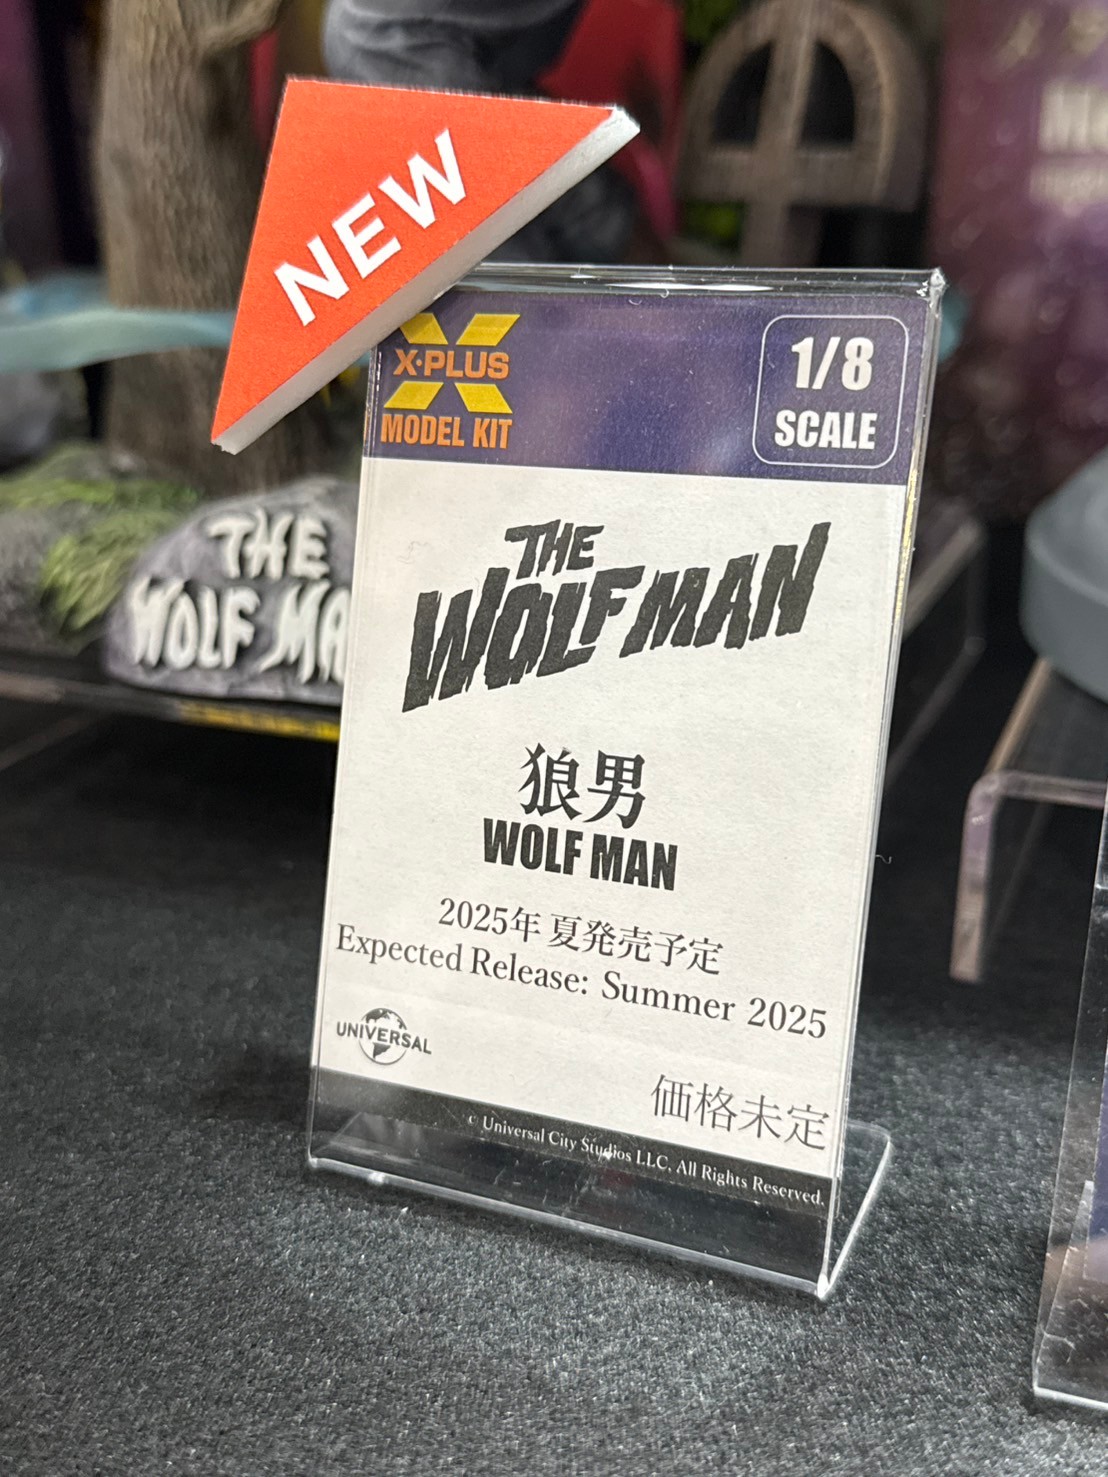 NEW
X·PLUS
MODEL KIT
1/8
SCALE
THE
WOLF MAN
狼男
WOLF MAN
2025年 夏発売予定
Expected Release: Summer 2025
UNIVERSAL
価格未定
© Universal City Studios LLC. All Rights Reserved.
THE
WOLF MA